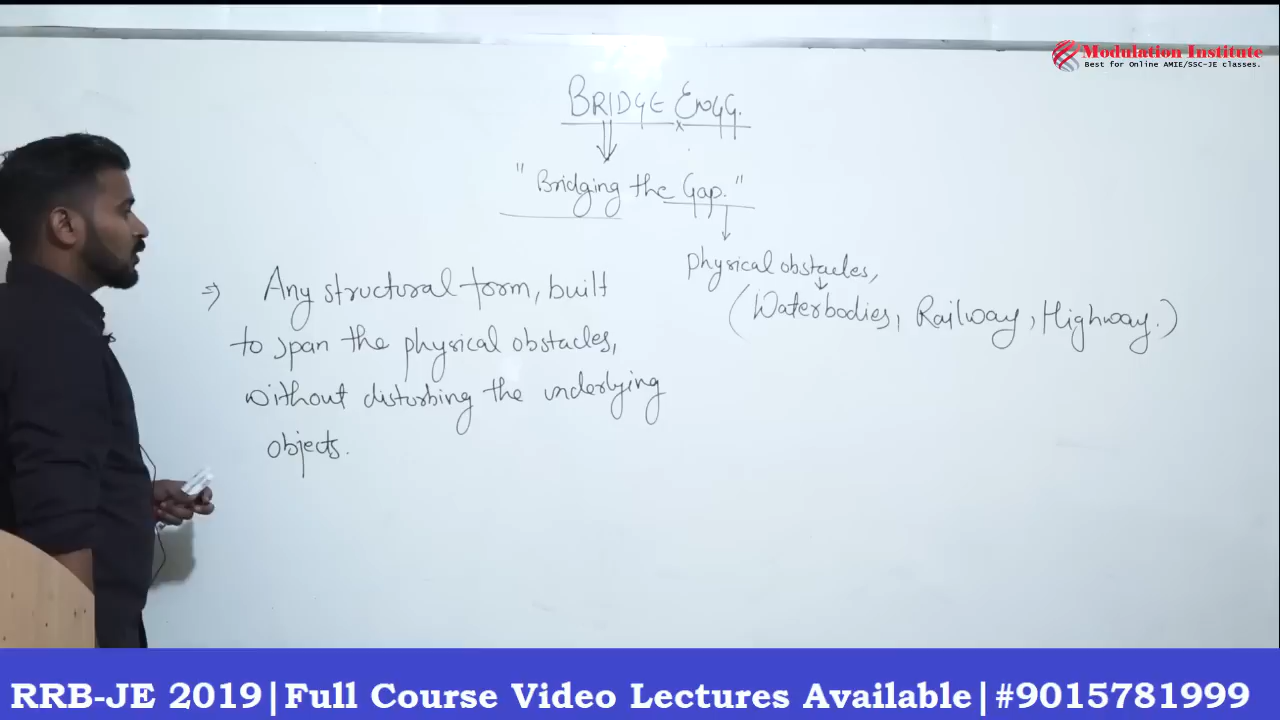 Modulation Institute
Best for Online AMIE/SSC-JE classes.
BRIDGE ENGG.
"Bridging the Gap."
physical obstacles,
(Waterbodies, Railway, Highway.)
⇒ Any structural form, built
to span the physical obstacles,
without disturbing the underlying
objects.
RRB-JE 2019|Full Course Video Lectures Available|#9015781999